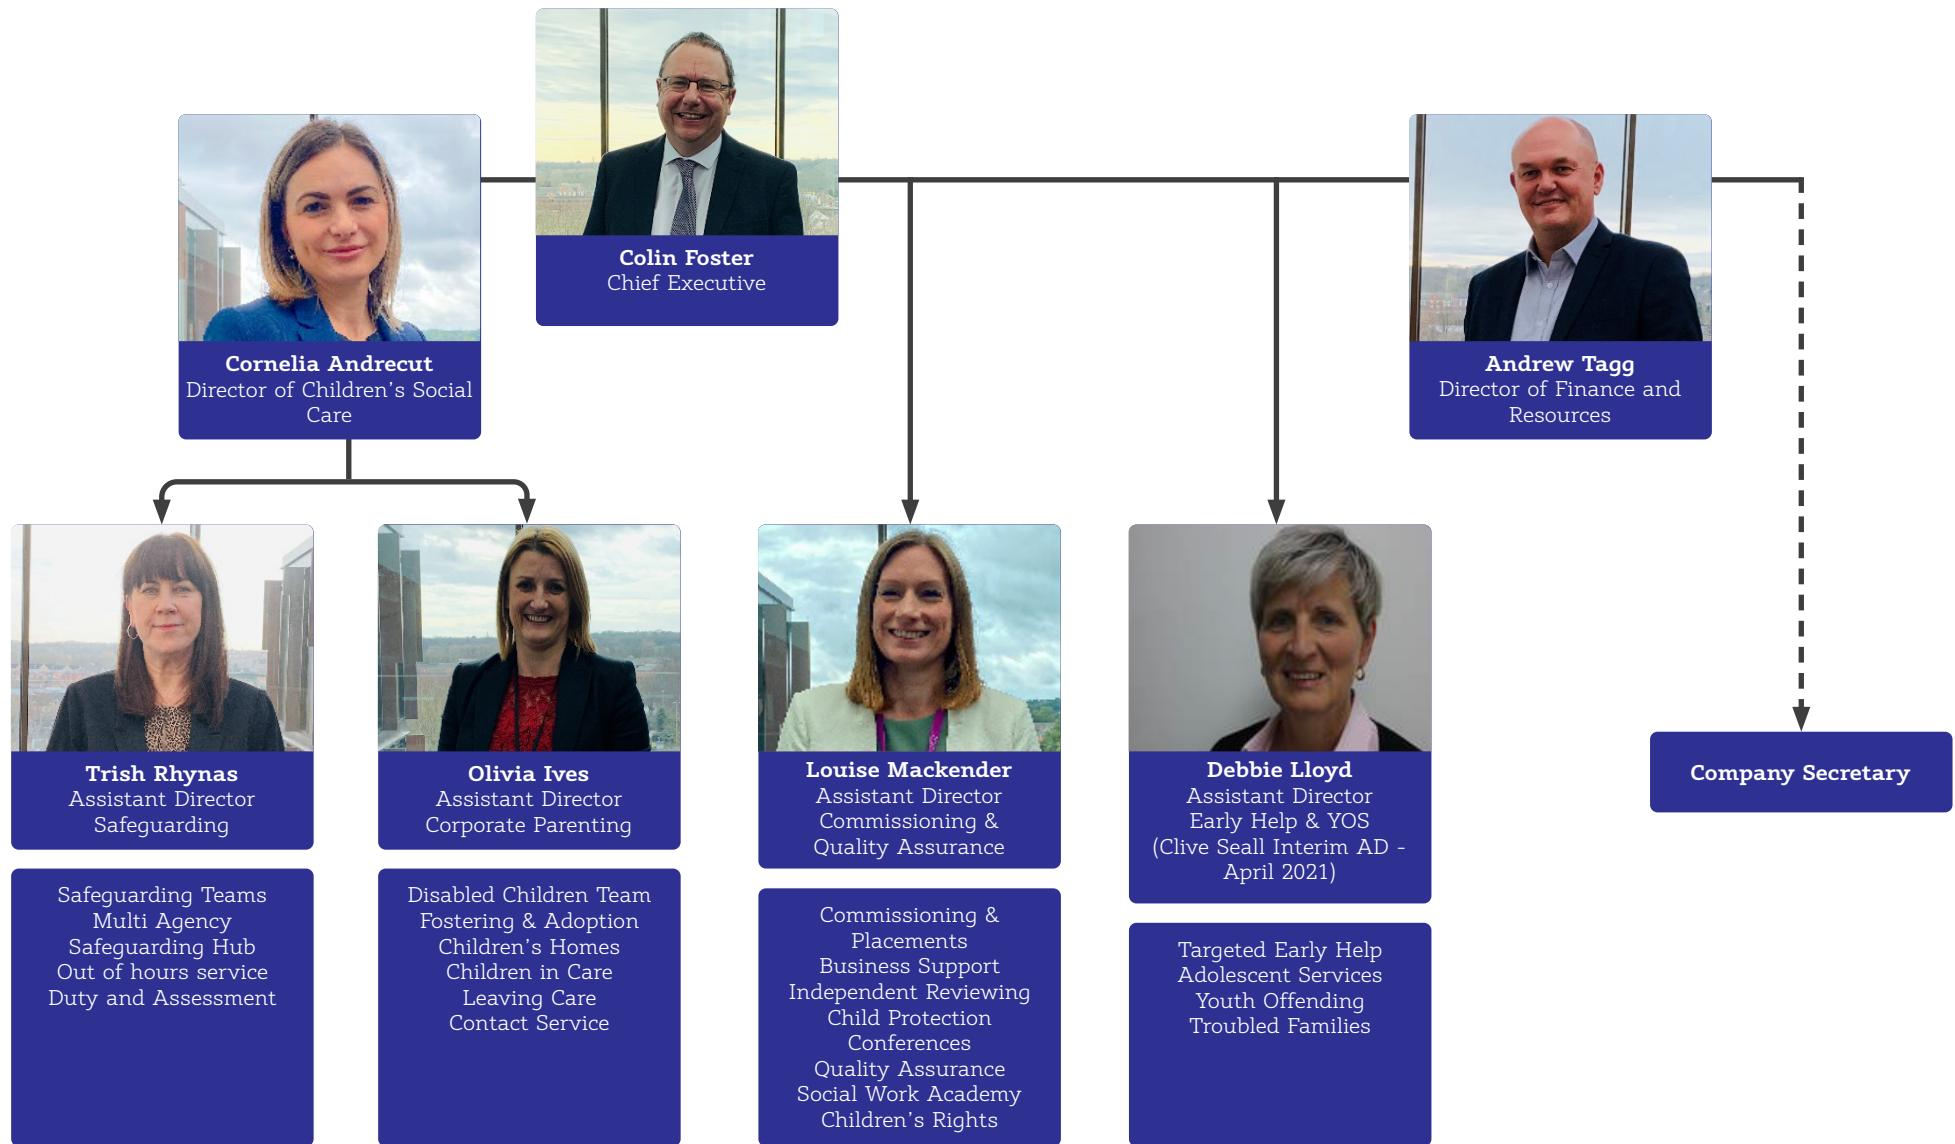 Colin Foster
Chief Executive
Cornelia Andrecut
Director of Children's Social
Care
Andrew Tagg
Director of Finance and
Resources
Trish Rhynas
Assistant Director
Safeguarding
Olivia Ives
Assistant Director
Corporate Parenting
Louise Mackender
Assistant Director
Commissioning &
Quality Assurance
Debbie Lloyd
Assistant Director
Early Help & YOS
(Clive Seall Interim AD -
April 2021)
Company Secretary
Safeguarding Teams
Multi Agency
Safeguarding Hub
Out of hours service
Duty and Assessment
Disabled Children Team
Fostering & Adoption
Children's Homes
Children in Care
Leaving Care
Contact Service
Commissioning &
Placements
Business Support
Independent Reviewing
Child Protection
Conferences
Quality Assurance
Social Work Academy
Children's Rights
Targeted Early Help
Adolescent Services
Youth Offending
Troubled Families